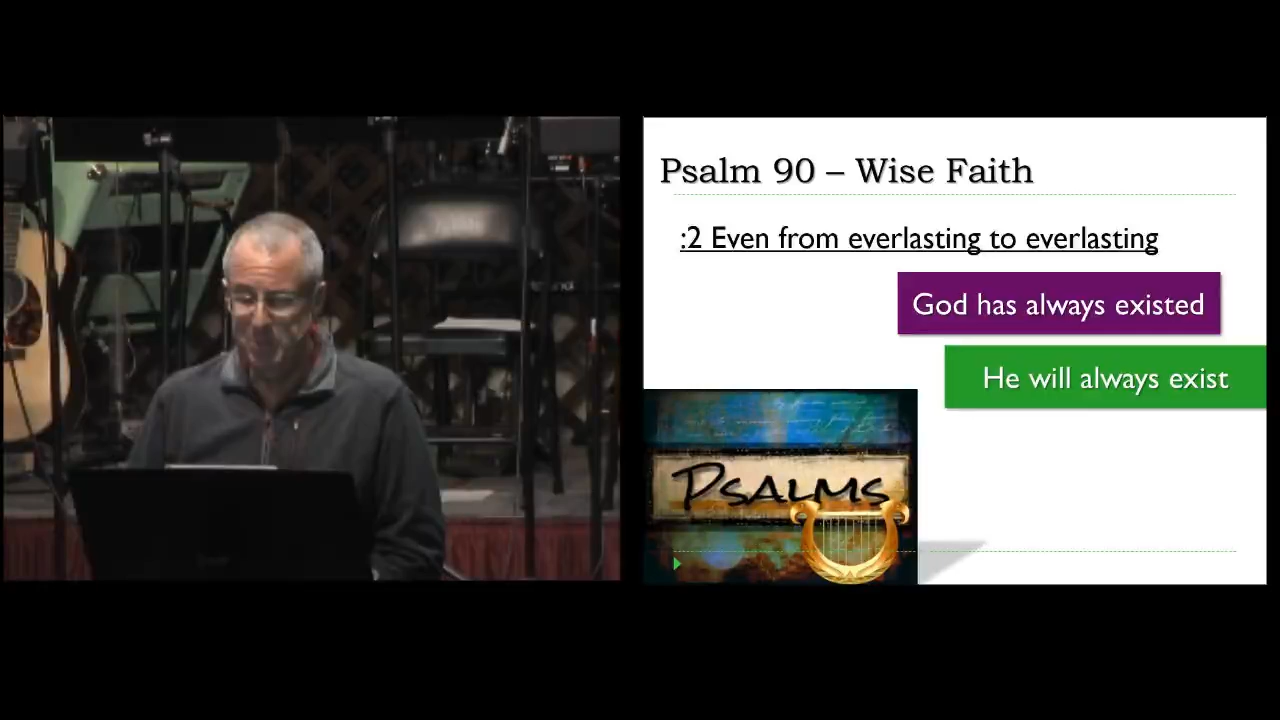 Psalm 90 – Wise Faith
:2 Even from everlasting to everlasting
God has always existed
He will always exist
PSALMS